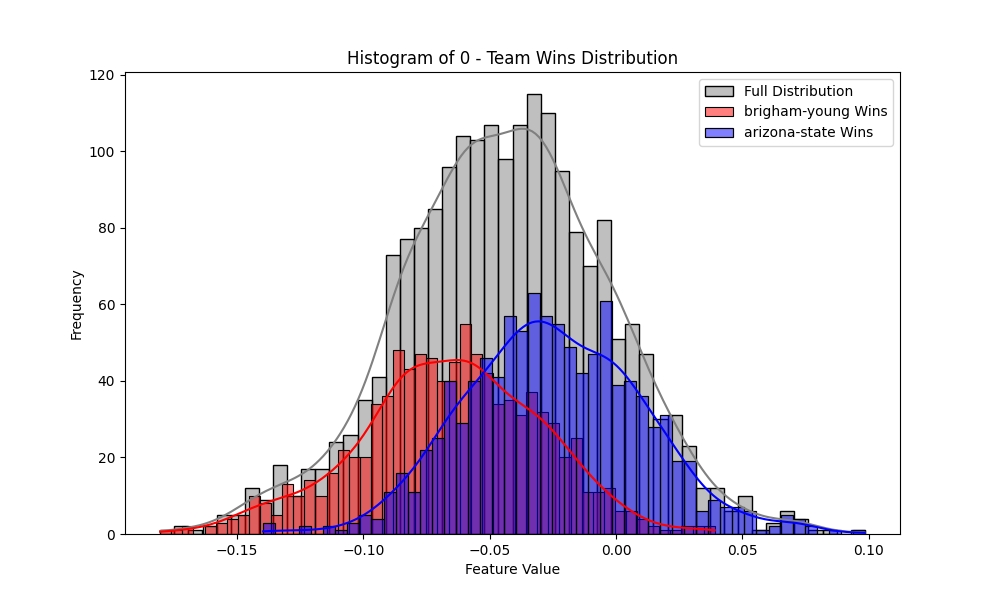 Histogram of 0 - Team Wins Distribution
Full Distribution
brigham-young Wins
arizona-state Wins
120
100
80
60
40
20
0
Frequency
−0.15 −0.10 −0.05 0.00 0.05 0.10
Feature Value